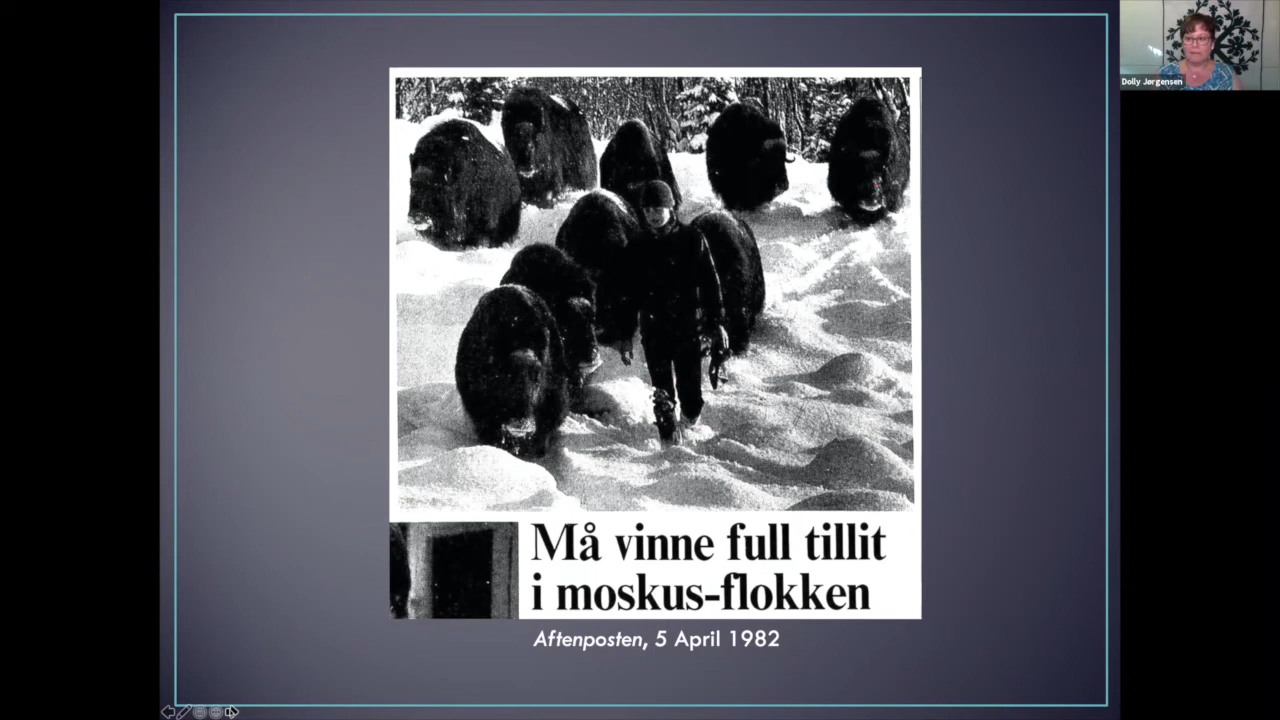 Dolly Jørgensen
Må vinne full tillit
i moskus-flokken
Aftenposten, 5 April 1982